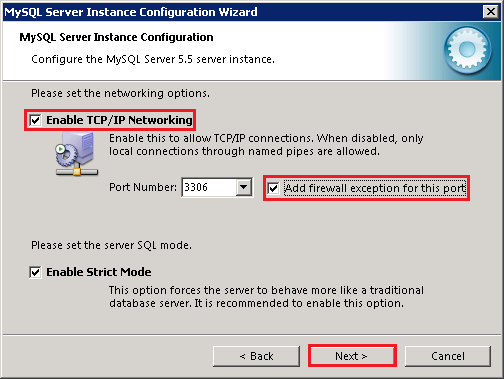 MySQL Server Instance Configuration Wizard
MySQL Server Instance Configuration
Configure the MySQL Server 5.5 server instance.
Please set the networking options.
Enable TCP/IP Networking
Enable this to allow TCP/IP connections. When disabled, only
local connections through named pipes are allowed.
Port Number: 3306 Add firewall exception for this port
Please set the server SQL mode.
Enable Strict Mode
This option forces the server to behave more like a traditional
database server. It is recommended to enable this option.
< Back Next > Cancel